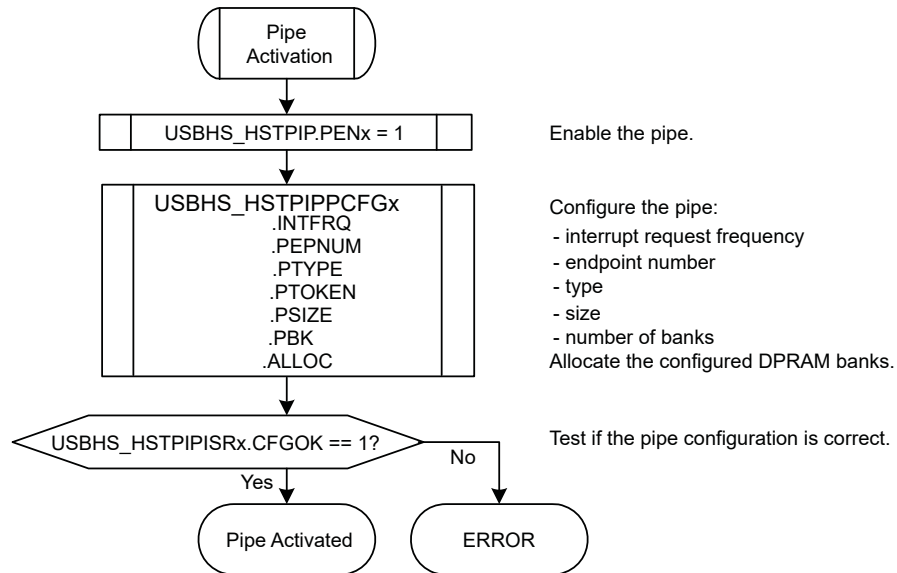 Pipe
Activation
USBHS_HSTPIP.PENx = 1
Enable the pipe.
USBHS_HSTPIPPCFGx
.INTFRQ
.PEPNUM
.PTYPE
.PTOKEN
.PSIZE
.PBK
.ALLOC
Configure the pipe:
- interrupt request frequency
- endpoint number
- type
- size
- number of banks
Allocate the configured DPRAM banks.
USBHS_HSTPIPISRx.CFGOK == 1?
Test if the pipe configuration is correct.
No
Yes
Pipe Activated
ERROR